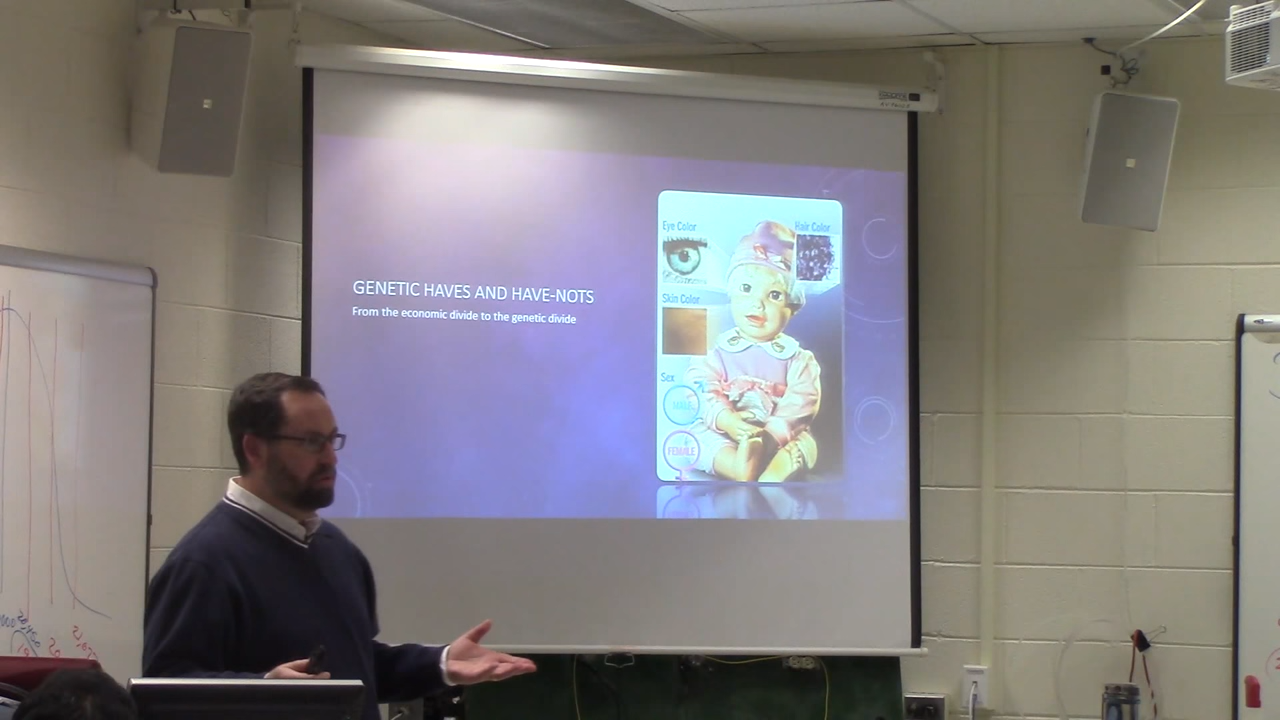 GENETIC HAVES AND HAVE-NOTS
From the economic divide to the genetic divide
Eye Color
Hair Color
Skin Color
Sex
MALE
FEMALE